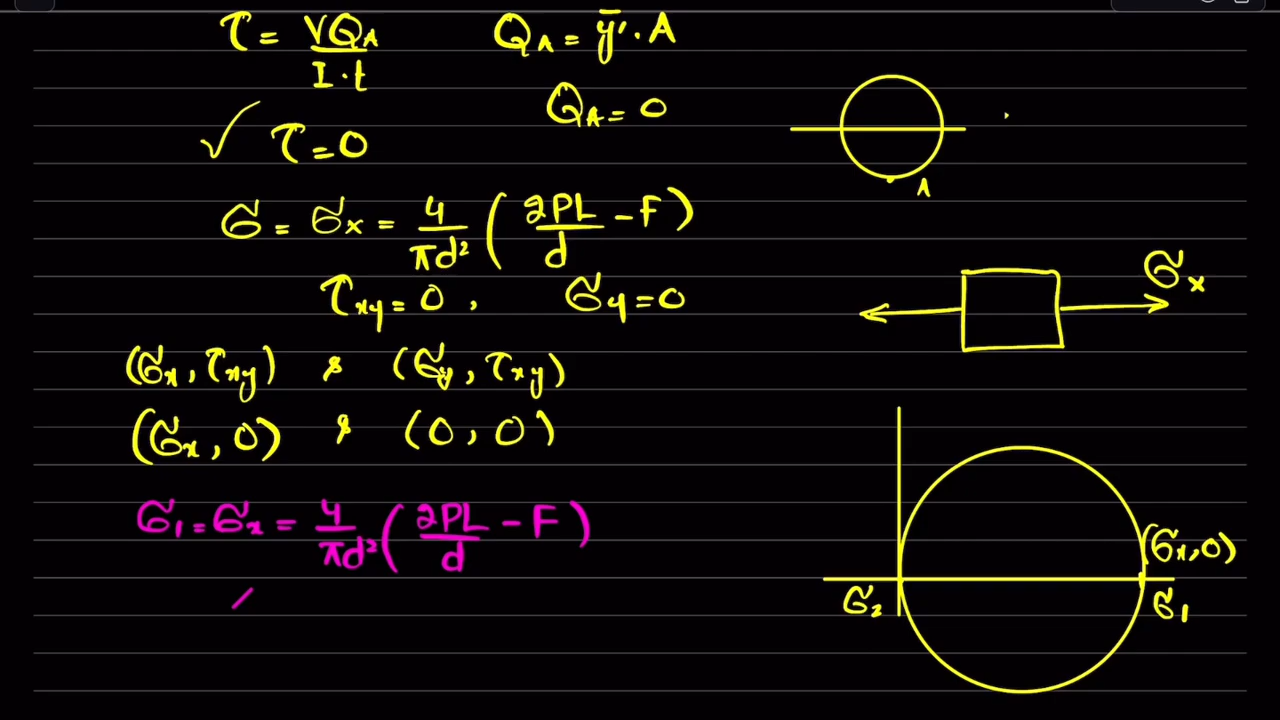 τ = VQ_A / I·t    Q_A = ȳ'·A
Q_A = 0
✓ τ = 0
A
σ = σx = 4/πd² (2PL/d − F)
τxy = 0 ,    σy = 0
σx
(σx, τxy)  &  (σy, τxy)
(σx, 0)  &  (0, 0)
σ1 = σx = 4/πd² (2PL/d − F)
(σx, 0)
σ2    σ1